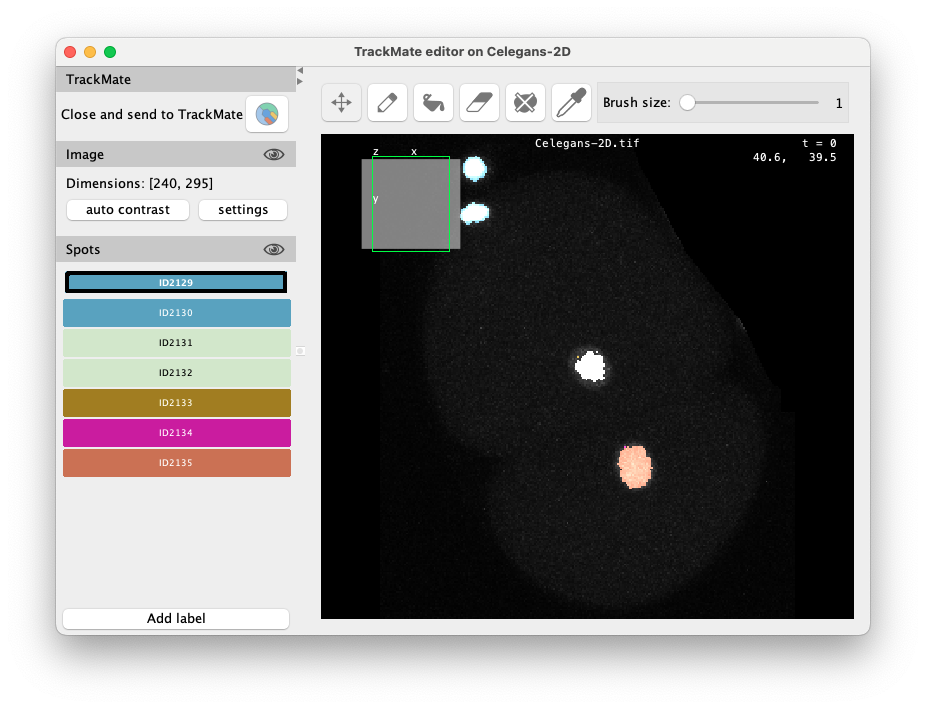 TrackMate editor on Celegans-2D
TrackMate
Close and send to TrackMate
Image
Dimensions: [240, 295]
auto contrast
settings
Spots
ID2129
ID2130
ID2131
ID2132
ID2133
ID2134
ID2135
Add label
Brush size:
1
Celegans-2D.tif
t = 0
40.6, 39.5
z
x
y